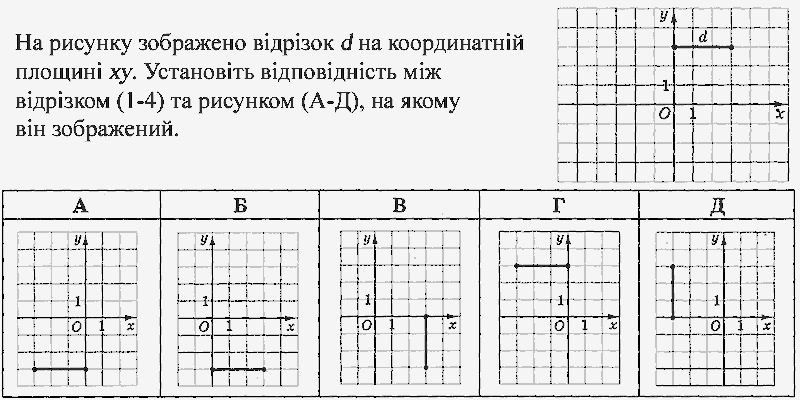 На рисунку зображено відрізок d на координатній
площині xy. Установіть відповідність між
відрізком (1-4) та рисунком (А-Д), на якому
він зображений.
y
d
1
O 1 x
А Б В Г Д
y y y y y
1 1 1 1 1
O 1 x O 1 x O 1 x O 1 x O 1 x